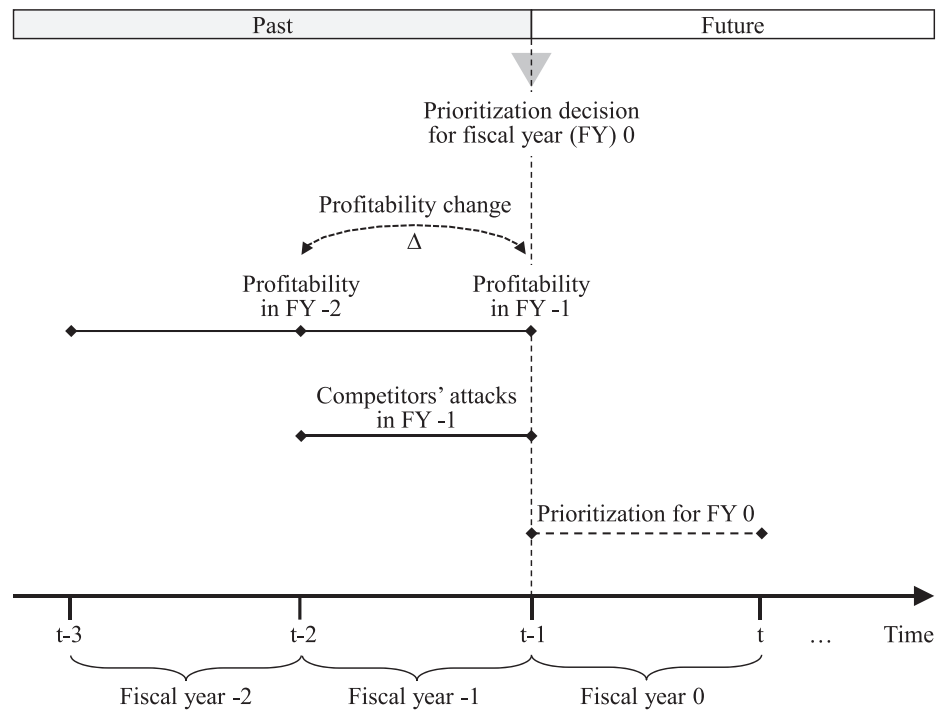 Past
Future
Prioritization decision
for fiscal year (FY) 0
Profitability change
Δ
Profitability
in FY -2
Profitability
in FY -1
Competitors’ attacks
in FY -1
Prioritization for FY 0
t-3
t-2
t-1
t
...
Time
Fiscal year -2
Fiscal year -1
Fiscal year 0